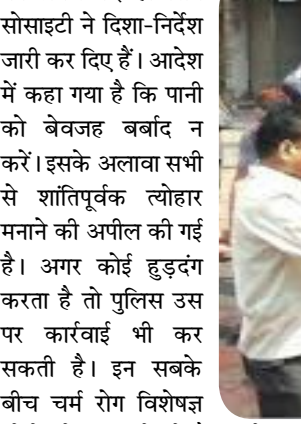 सोसाइटी ने दिशा-निर्देश
जारी कर दिए हैं। आदेश
में कहा गया है कि पानी
को बेवजह बर्बाद न
करें। इसके अलावा सभी
से शांतिपूर्वक त्योहार
मनाने की अपील की गई
है। अगर कोई हुड़दंग
करता है तो पुलिस उस
पर कार्रवाई भी कर
सकती है। इन सबके
बीच चर्म रोग विशेषज्ञ